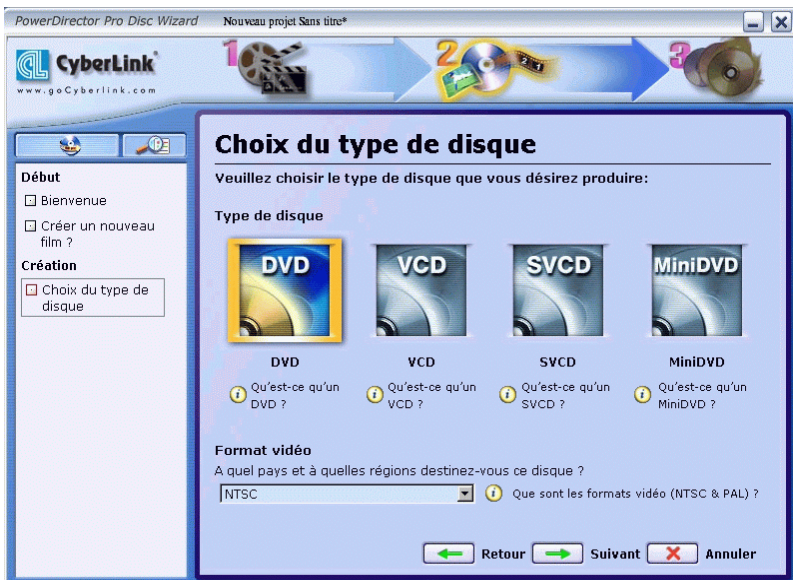 PowerDirector Pro Disc Wizard Nouveau projet Sans titre*
1 2 3
CyberLink
www.goCyberlink.com
Choix du type de disque
Veuillez choisir le type de disque que vous désirez produire:
Début
Bienvenue
Créer un nouveau
film ?
Création
Choix du type de
disque
Type de disque
DVD VCD SVCD MiniDVD
DVD VCD SVCD MiniDVD
Qu'est-ce qu'un
DVD ?
Qu'est-ce qu'un
VCD ?
Qu'est-ce qu'un
SVCD ?
Qu'est-ce qu'un
MiniDVD ?
Format vidéo
A quel pays et à quelles régions destinez-vous ce disque ?
NTSC
Que sont les formats vidéo (NTSC & PAL) ?
Retour Suivant Annuler